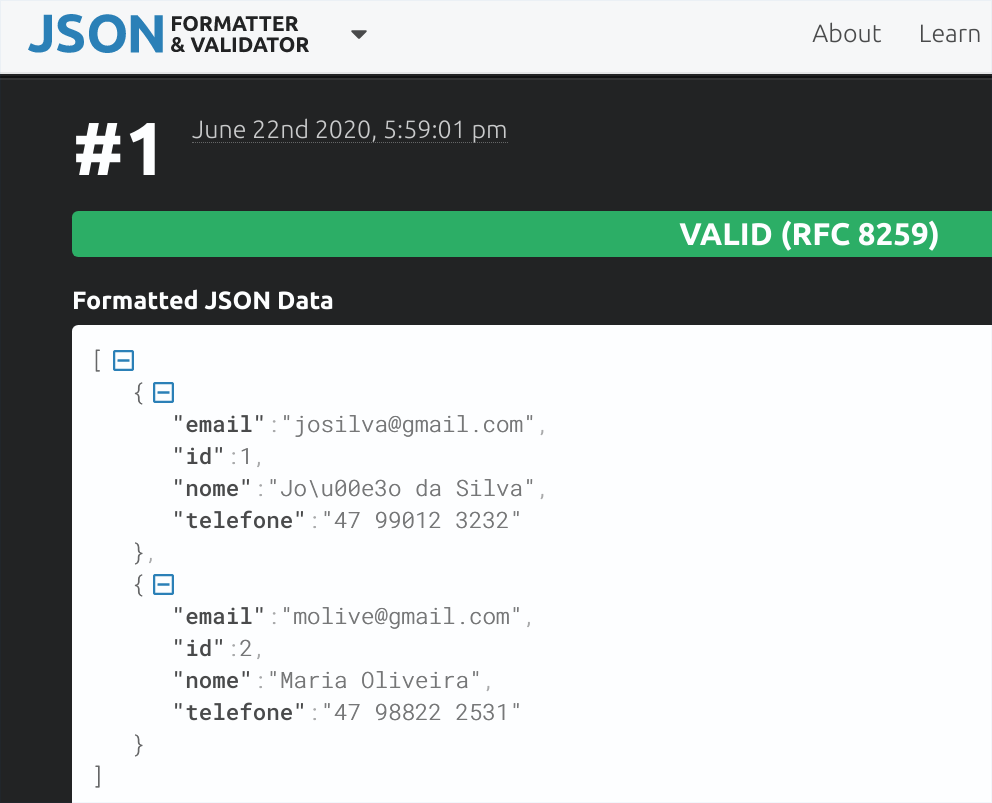 JSON FORMATTER & VALIDATOR
About Learn
#1 June 22nd 2020, 5:59:01 pm
VALID (RFC 8259)
Formatted JSON Data
[
{
"email":"josilva@gmail.com",
"id":1,
"nome":"Jo\u00e3o da Silva",
"telefone":"47 99012 3232"
},
{
"email":"molive@gmail.com",
"id":2,
"nome":"Maria Oliveira",
"telefone":"47 98822 2531"
}
]